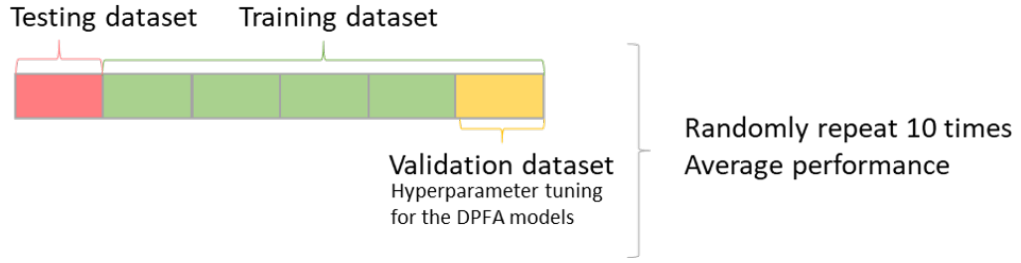 Testing dataset
Training dataset
Validation dataset
Hyperparameter tuning
for the DPFA models
Randomly repeat 10 times
Average performance